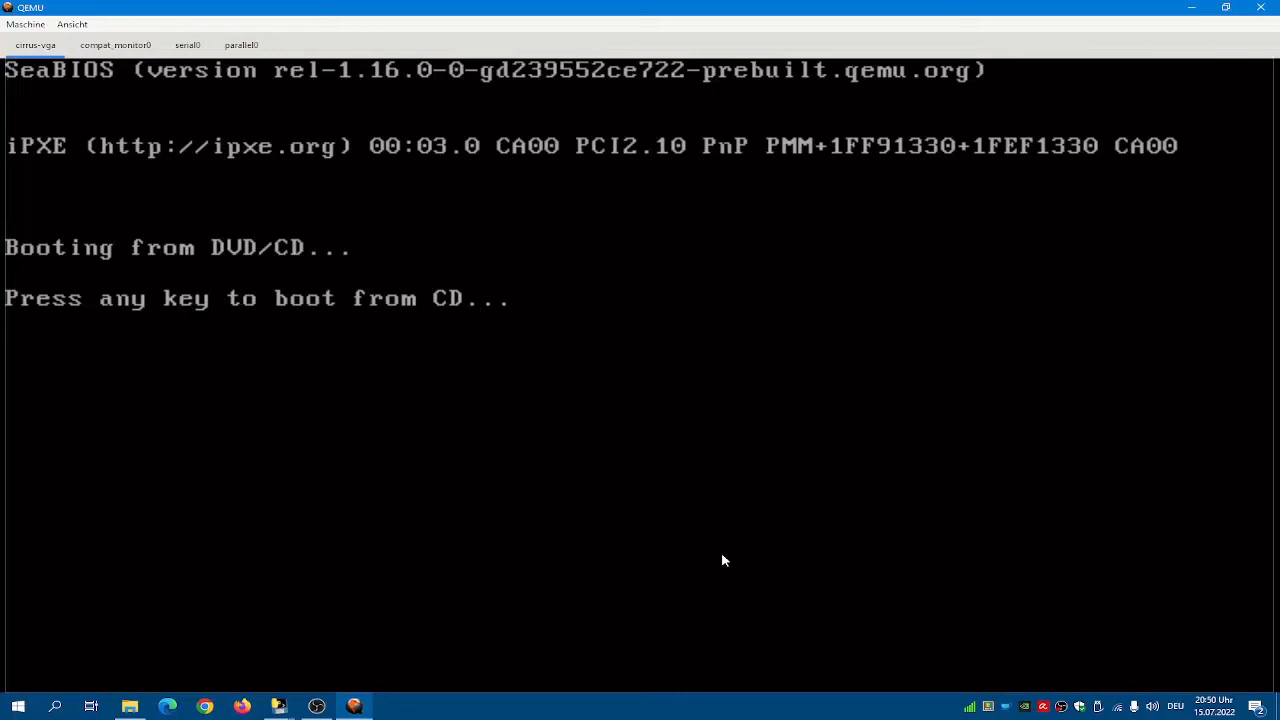 QEMU
Maschine Ansicht
cirrus-vga compat_monitor0 serial0 parallel0
SeaBIOS (version rel-1.16.0-0-gd239552ce722-prebuilt.qemu.org)
iPXE (http://ipxe.org) 00:03.0 CA00 PCI2.10 PnP PMM+1FF91330+1FEF1330 CA00
Booting from DVD/CD...
Press any key to boot from CD...
DEU
20:50 Uhr
15.07.2022